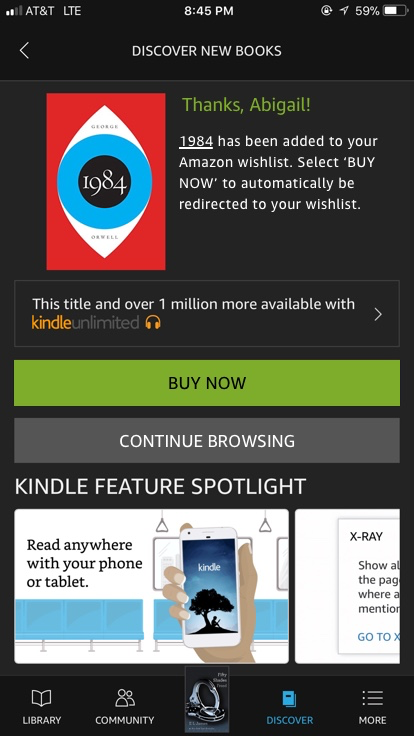 AT&T LTE 8:45 PM 59%
DISCOVER NEW BOOKS
GEORGE
1984
ORWELL
Thanks, Abigail!
1984 has been added to your
Amazon wishlist. Select ‘BUY
NOW’ to automatically be
redirected to your wishlist.
This title and over 1 million more available with
kindleunlimited
BUY NOW
CONTINUE BROWSING
KINDLE FEATURE SPOTLIGHT
Read anywhere
with your phone
or tablet.
kindle
X-RAY
Show al
the pag
where a
mention
GO TO X
Fifty
Shades
Freed
LIBRARY
COMMUNITY
DISCOVER
MORE